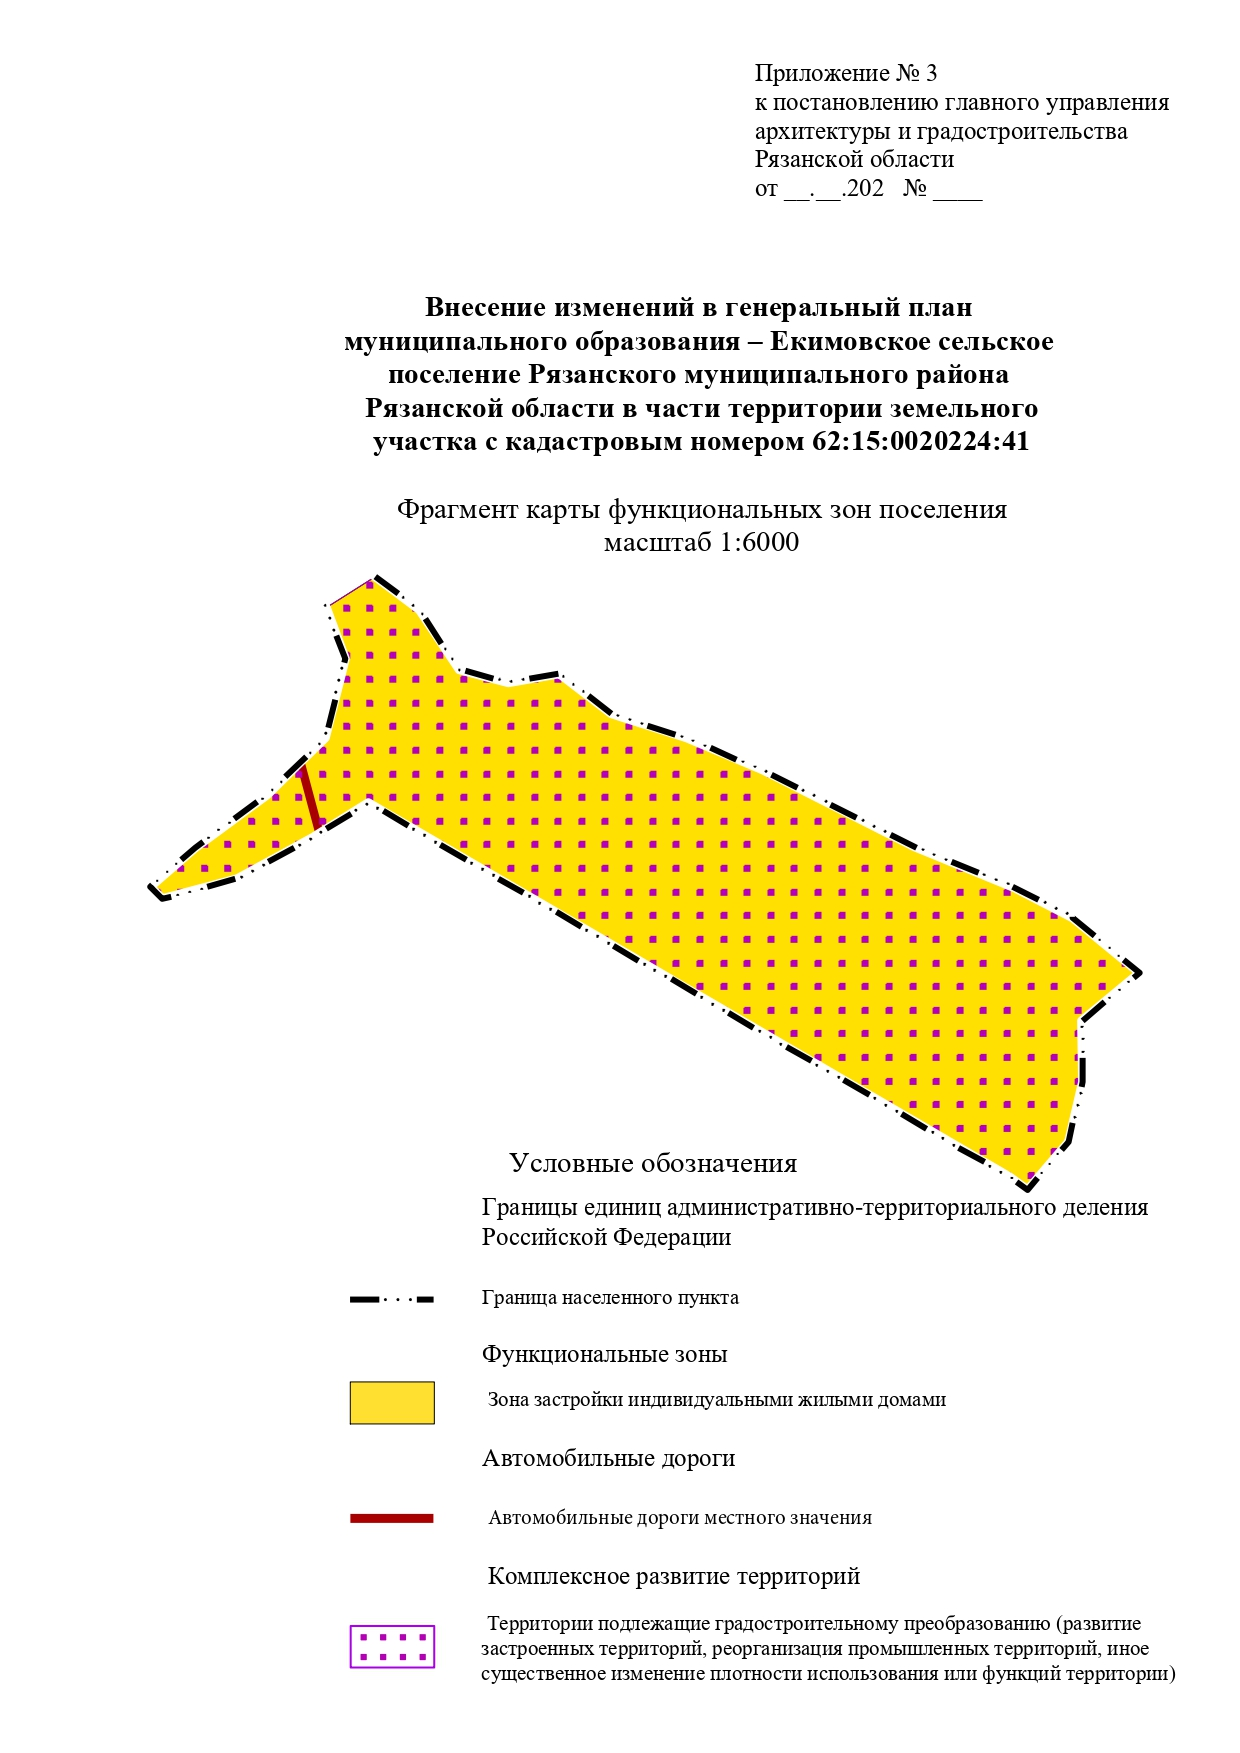 Приложение № 3
к постановлению главного управления
архитектуры и градостроительства
Рязанской области
от __.__.202   № ____
Внесение изменений в генеральный план
муниципального образования – Екимовское сельское
поселение Рязанского муниципального района
Рязанской области в части территории земельного
участка с кадастровым номером 62:15:0020224:41
Фрагмент карты функциональных зон поселения
масштаб 1:6000
Условные обозначения
Границы единиц административно-территориального деления
Российской Федерации
Граница населенного пункта
Функциональные зоны
Зона застройки индивидуальными жилыми домами
Автомобильные дороги
Автомобильные дороги местного значения
Комплексное развитие территорий
Территории подлежащие градостроительному преобразованию (развитие
застроенных территорий, реорганизация промышленных территорий, иное
существенное изменение плотности использования или функций территории)